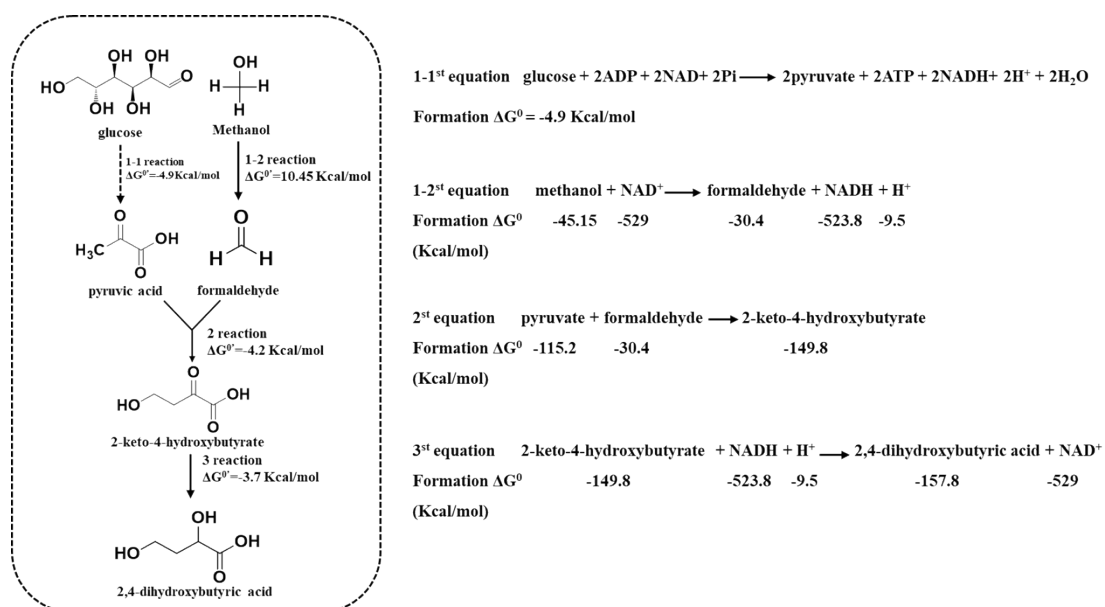 OH
OH
O
HO
OH
OH
glucose
OH
H
H
H
Methanol
1-1 reaction
ΔG⁰'=-4.9Kcal/mol
1-2 reaction
ΔG⁰'=10.45 Kcal/mol
O
H₃C
OH
O
pyruvic acid
O
H
H
formaldehyde
2 reaction
ΔG⁰'=-4.2 Kcal/mol
O
HO
OH
O
2-keto-4-hydroxybutyrate
3 reaction
ΔG⁰'=-3.7 Kcal/mol
OH
HO
OH
O
2,4-dihydroxybutyric acid
1-1ˢᵗ equation glucose + 2ADP + 2NAD+ 2Pi → 2pyruvate + 2ATP + 2NADH+ 2H⁺ + 2H₂O
Formation ΔG⁰ = -4.9 Kcal/mol
1-2ˢᵗ equation methanol + NAD⁺ → formaldehyde + NADH + H⁺
Formation ΔG⁰ -45.15 -529 -30.4 -523.8 -9.5
(Kcal/mol)
2ˢᵗ equation pyruvate + formaldehyde → 2-keto-4-hydroxybutyrate
Formation ΔG⁰ -115.2 -30.4 -149.8
(Kcal/mol)
3ˢᵗ equation 2-keto-4-hydroxybutyrate + NADH + H⁺ → 2,4-dihydroxybutyric acid + NAD⁺
Formation ΔG⁰ -149.8 -523.8 -9.5 -157.8 -529
(Kcal/mol)